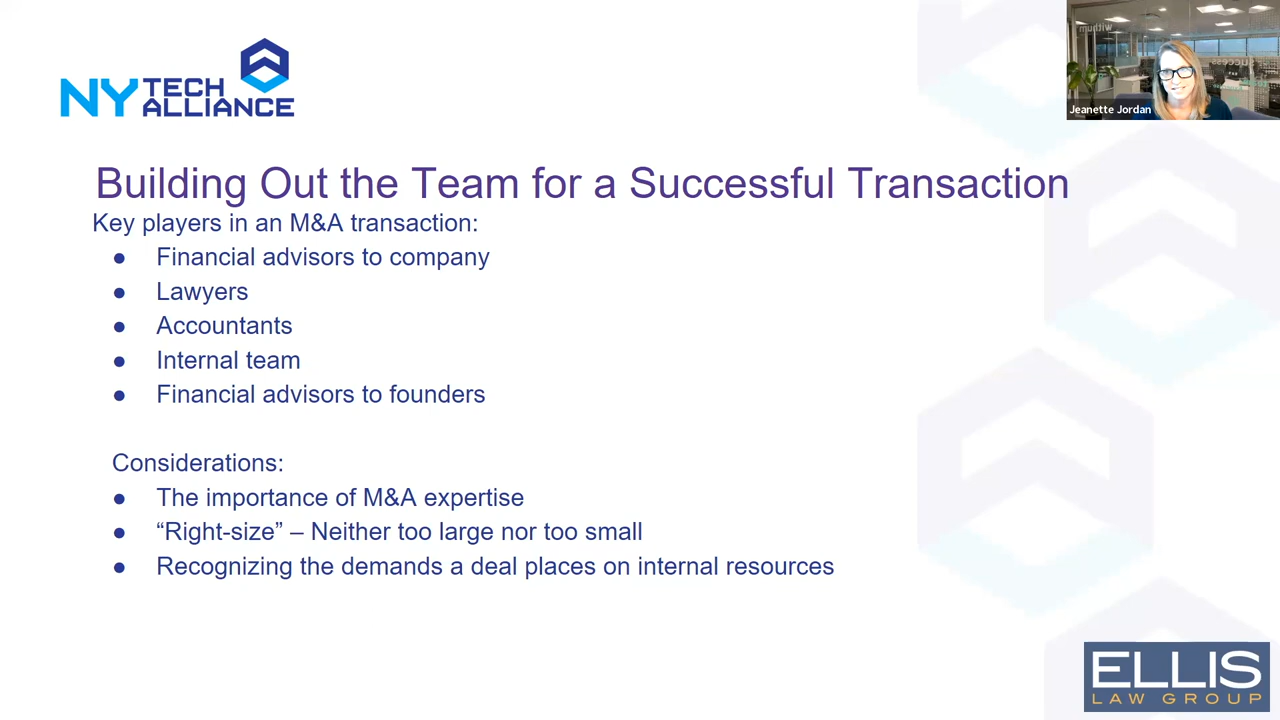 NY TECH ALLIANCE
withum
Success
Jeanette Jordan
Building Out the Team for a Successful Transaction
Key players in an M&A transaction:
● Financial advisors to company
● Lawyers
● Accountants
● Internal team
● Financial advisors to founders
Considerations:
● The importance of M&A expertise
● “Right-size” – Neither too large nor too small
● Recognizing the demands a deal places on internal resources
ELLIS
LAW GROUP